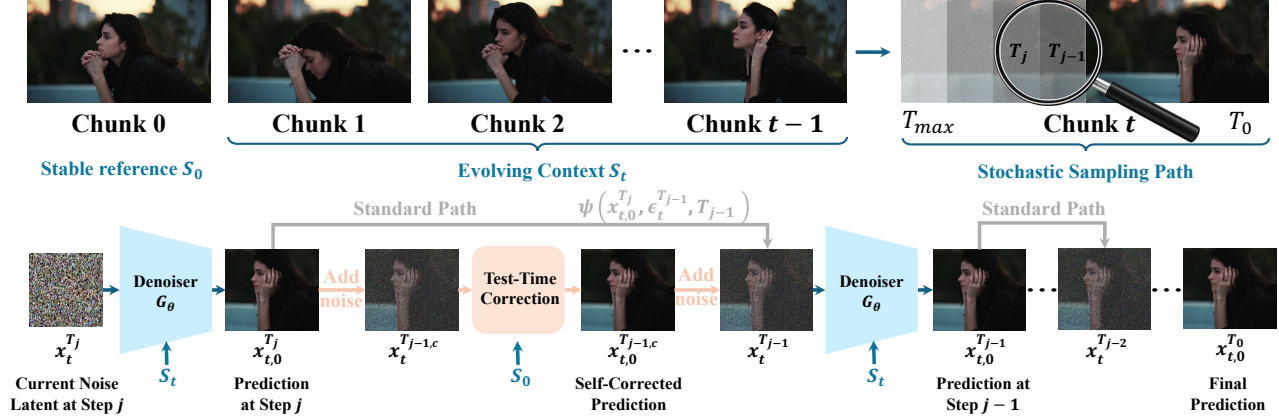 T_j T_{j-1}
Chunk 0 Chunk 1 Chunk 2 ... Chunk t − 1 T_{max} Chunk t T_0
Stable reference S_0 Evolving Context S_t Stochastic Sampling Path
Standard Path ψ(x_{t,0}^{T_j}, ϵ_t^{T_{j-1}}, T_{j-1}) Standard Path
Denoiser
G_θ
Add
noise
Test-Time
Correction
Add
noise
Denoiser
G_θ
x_t^{T_j} x_{t,0}^{T_j} x_t^{T_{j-1},c} x_{t,0}^{T_{j-1},c} x_t^{T_{j-1}} x_{t,0}^{T_{j-1}} x_t^{T_{j-2}} x_{t,0}^{T_0}
S_t S_0 S_t
Current Noise
Latent at Step j
Prediction
at Step j
Self-Corrected
Prediction
Prediction at
Step j − 1
Final
Prediction